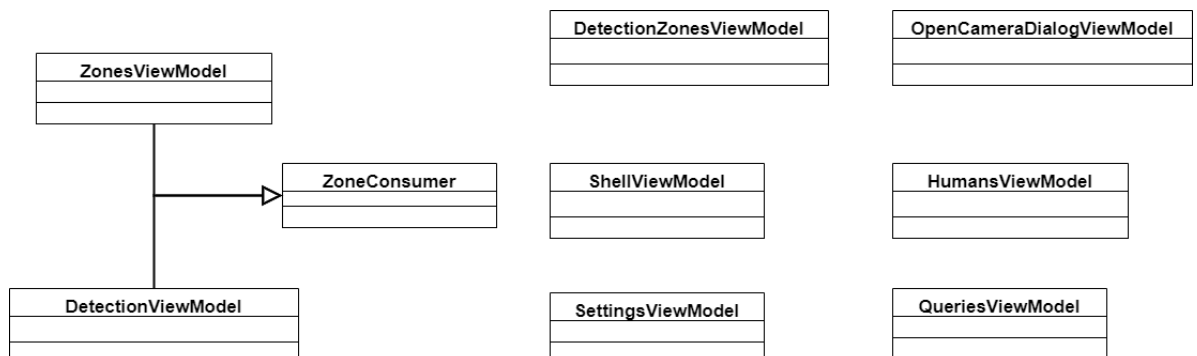 DetectionZonesViewModel
OpenCameraDialogViewModel
ZonesViewModel
ZoneConsumer
ShellViewModel
HumansViewModel
DetectionViewModel
SettingsViewModel
QueriesViewModel